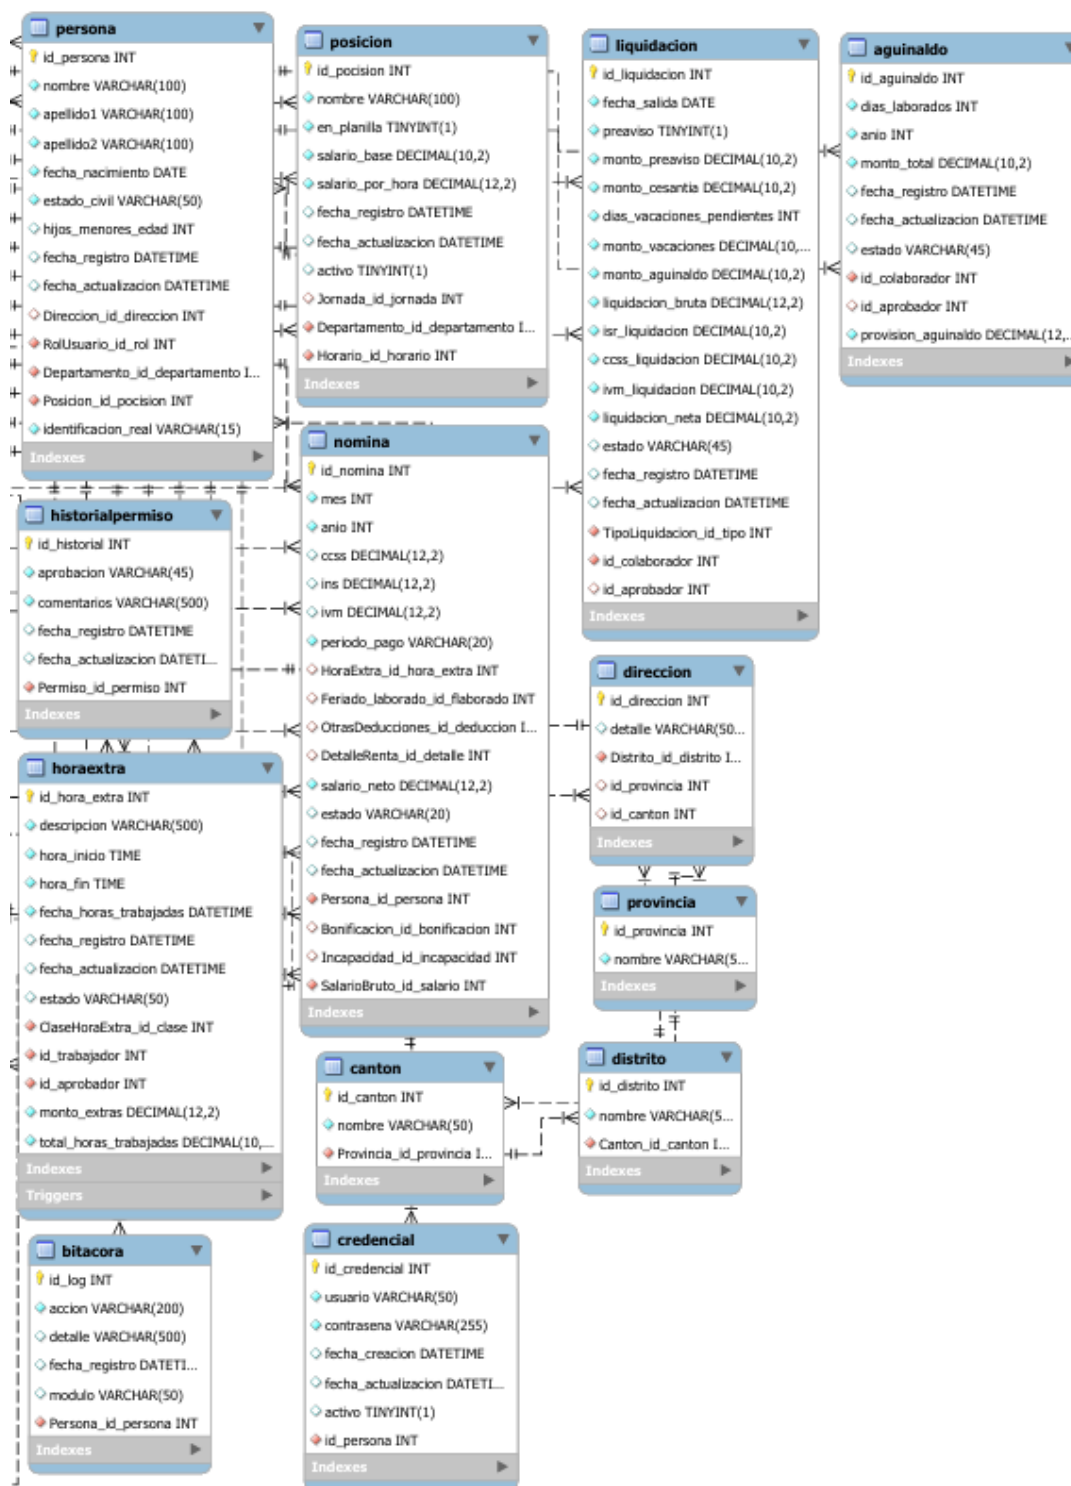 persona
id_persona INT
nombre VARCHAR(100)
apellido1 VARCHAR(100)
apellido2 VARCHAR(100)
fecha_nacimiento DATE
estado_civil VARCHAR(50)
hijos_menores_edad INT
fecha_registro DATETIME
fecha_actualizacion DATETIME
Direccion_id_direccion INT
RolUsuario_id_rol INT
Departamento_id_departamento I...
Posicion_id_pocision INT
identificacion_real VARCHAR(15)
Indexes
posicion
id_pocision INT
nombre VARCHAR(100)
en_planilla TINYINT(1)
salario_base DECIMAL(10,2)
salario_por_hora DECIMAL(12,2)
fecha_registro DATETIME
fecha_actualizacion DATETIME
activo TINYINT(1)
Jornada_id_jornada INT
Departamento_id_departamento I...
Horario_id_horario INT
Indexes
liquidacion
id_liquidacion INT
fecha_salida DATE
preaviso TINYINT(1)
monto_preaviso DECIMAL(10,2)
monto_cesantia DECIMAL(10,2)
dias_vacaciones_pendientes INT
monto_vacaciones DECIMAL(10,...
monto_aguinaldo DECIMAL(10,2)
liquidacion_bruta DECIMAL(12,2)
isr_liquidacion DECIMAL(10,2)
ccss_liquidacion DECIMAL(10,2)
ivm_liquidacion DECIMAL(10,2)
liquidacion_neta DECIMAL(10,2)
estado VARCHAR(45)
fecha_registro DATETIME
fecha_actualizacion DATETIME
TipoLiquidacion_id_tipo INT
id_colaborador INT
id_aprobador INT
Indexes
aguinaldo
id_aguinaldo INT
dias_laborados INT
anio INT
monto_total DECIMAL(10,2)
fecha_registro DATETIME
fecha_actualizacion DATETIME
estado VARCHAR(45)
id_colaborador INT
id_aprobador INT
provision_aguinaldo DECIMAL(12,...
Indexes
historialpermiso
id_historial INT
aprobacion VARCHAR(45)
comentarios VARCHAR(500)
fecha_registro DATETIME
fecha_actualizacion DATETI...
Permiso_id_permiso INT
Indexes
nomina
id_nomina INT
mes INT
anio INT
ccss DECIMAL(12,2)
ins DECIMAL(12,2)
ivm DECIMAL(12,2)
periodo_pago VARCHAR(20)
HoraExtra_id_hora_extra INT
Feriado_laborado_id_flaborado INT
OtrasDeducciones_id_deduccion I...
DetalleRenta_id_detalle INT
salario_neto DECIMAL(12,2)
estado VARCHAR(20)
fecha_registro DATETIME
fecha_actualizacion DATETIME
Persona_id_persona INT
Bonificacion_id_bonificacion INT
Incapacidad_id_incapacidad INT
SalarioBruto_id_salario INT
Indexes
direccion
id_direccion INT
detalle VARCHAR(50...
Distrito_id_distrito I...
id_provincia INT
id_canton INT
Indexes
horaextra
id_hora_extra INT
descripcion VARCHAR(500)
hora_inicio TIME
hora_fin TIME
fecha_horas_trabajadas DATETIME
fecha_registro DATETIME
fecha_actualizacion DATETIME
estado VARCHAR(50)
ClaseHoraExtra_id_clase INT
id_trabajador INT
id_aprobador INT
monto_extras DECIMAL(12,2)
total_horas_trabajadas DECIMAL(10,...
Indexes
Triggers
provincia
id_provincia INT
nombre VARCHAR(5...
Indexes
canton
id_canton INT
nombre VARCHAR(50)
Provincia_id_provincia I...
Indexes
distrito
id_distrito INT
nombre VARCHAR(5...
Canton_id_canton I...
Indexes
bitacora
id_log INT
accion VARCHAR(200)
detalle VARCHAR(500)
fecha_registro DATETI...
modulo VARCHAR(50)
Persona_id_persona INT
Indexes
credencial
id_credencial INT
usuario VARCHAR(50)
contrasena VARCHAR(255)
fecha_creacion DATETIME
fecha_actualizacion DATETI...
activo TINYINT(1)
id_persona INT
Indexes